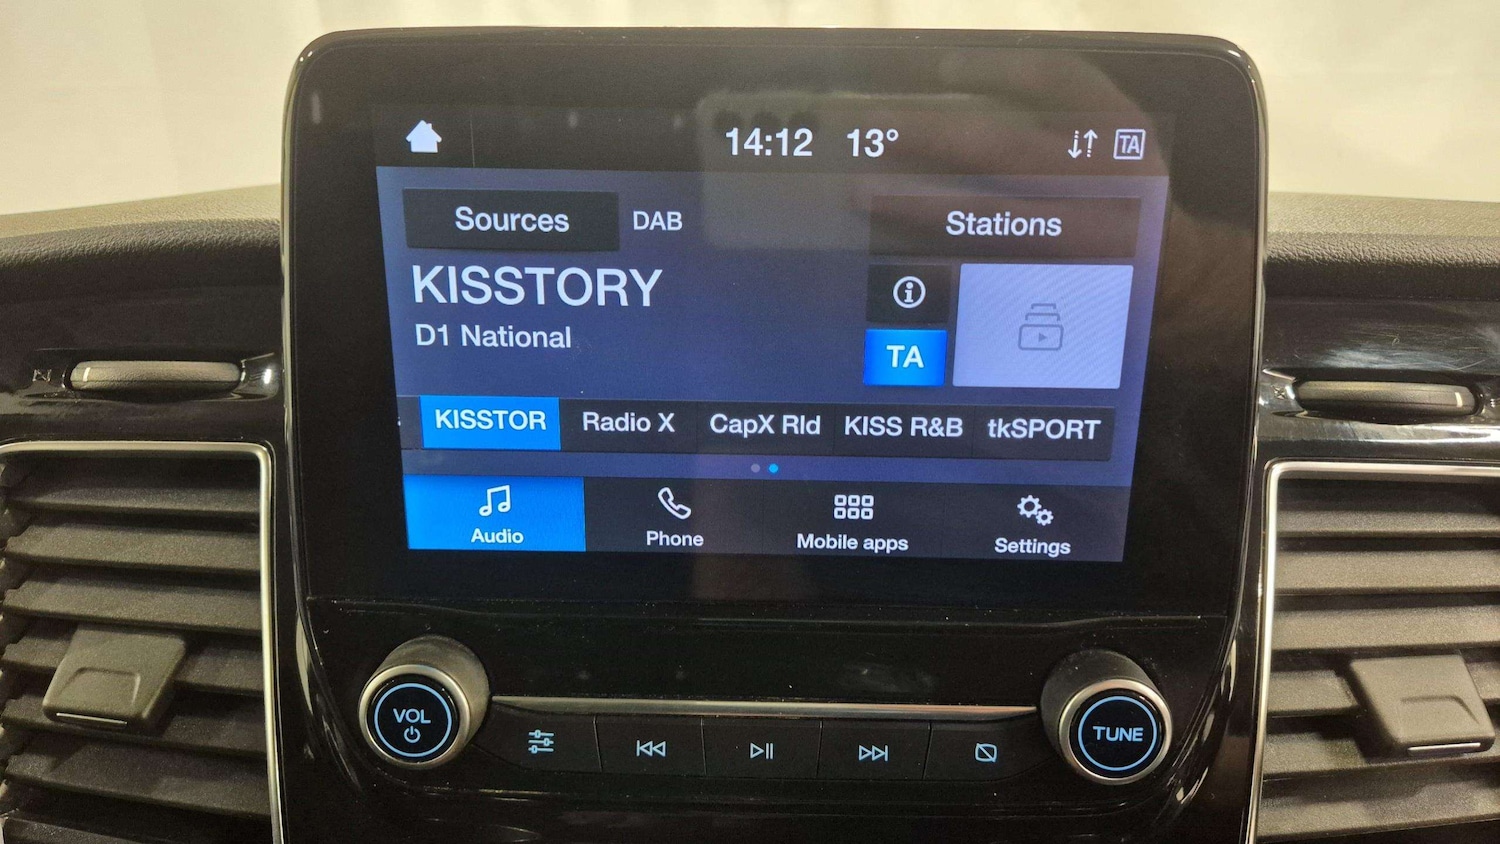 14:12 13° TA
Sources DAB Stations
KISSTORY
D1 National
TA
KISSTOR Radio X CapX Rld KISS R&B tkSPORT
Audio Phone Mobile apps Settings
VOL TUNE